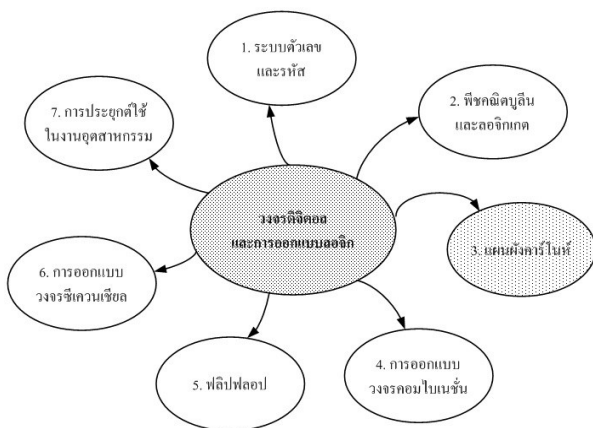 1. ระบบตัวเลข
และรหัส
2. พีชคณิตบูลีน
และลอจิกเกต
3. แผนผังคาร์โนห์
4. การออกแบบ
วงจรคอมไบเนชั่น
5. ฟลิปฟลอป
6. การออกแบบ
วงจรซีเควนเชียล
7. การประยุกต์ใช้
ในงานอุตสาหกรรม
วงจรดิจิตอล
และการออกแบบลอจิก